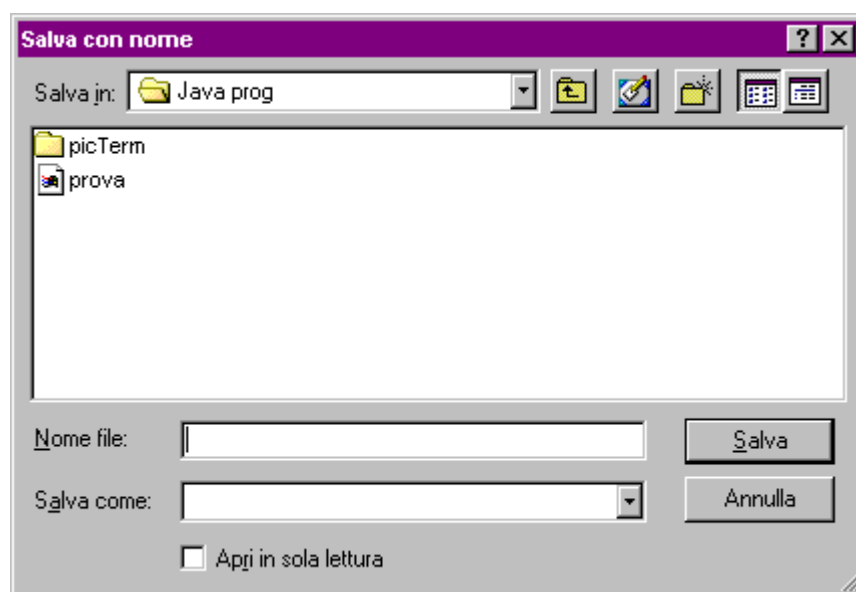 Salva con nome
Salva in: Java prog
picTerm
prova
Nome file: Salva
Salva come: Annulla
Apri in sola lettura